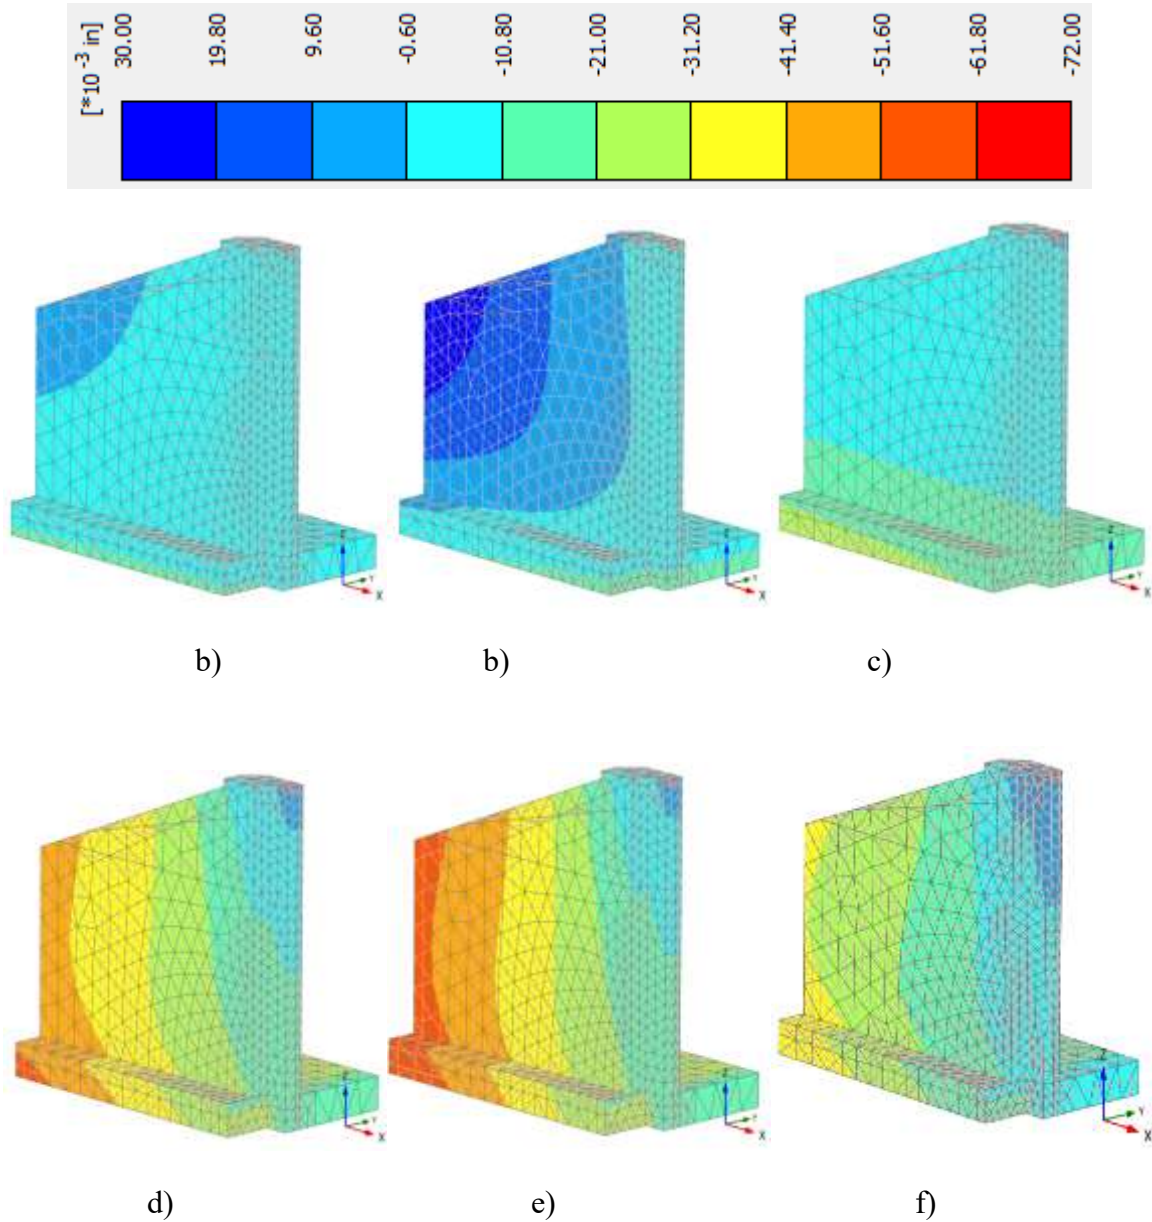 [*10⁻³ in]
30.00
19.80
9.60
-0.60
-10.80
-21.00
-31.20
-41.40
-51.60
-61.80
-72.00
Z Y X
Z Y X
Z Y X
b) b) c)
Z Y X
Z Y X
Z Y X
d) e) f)